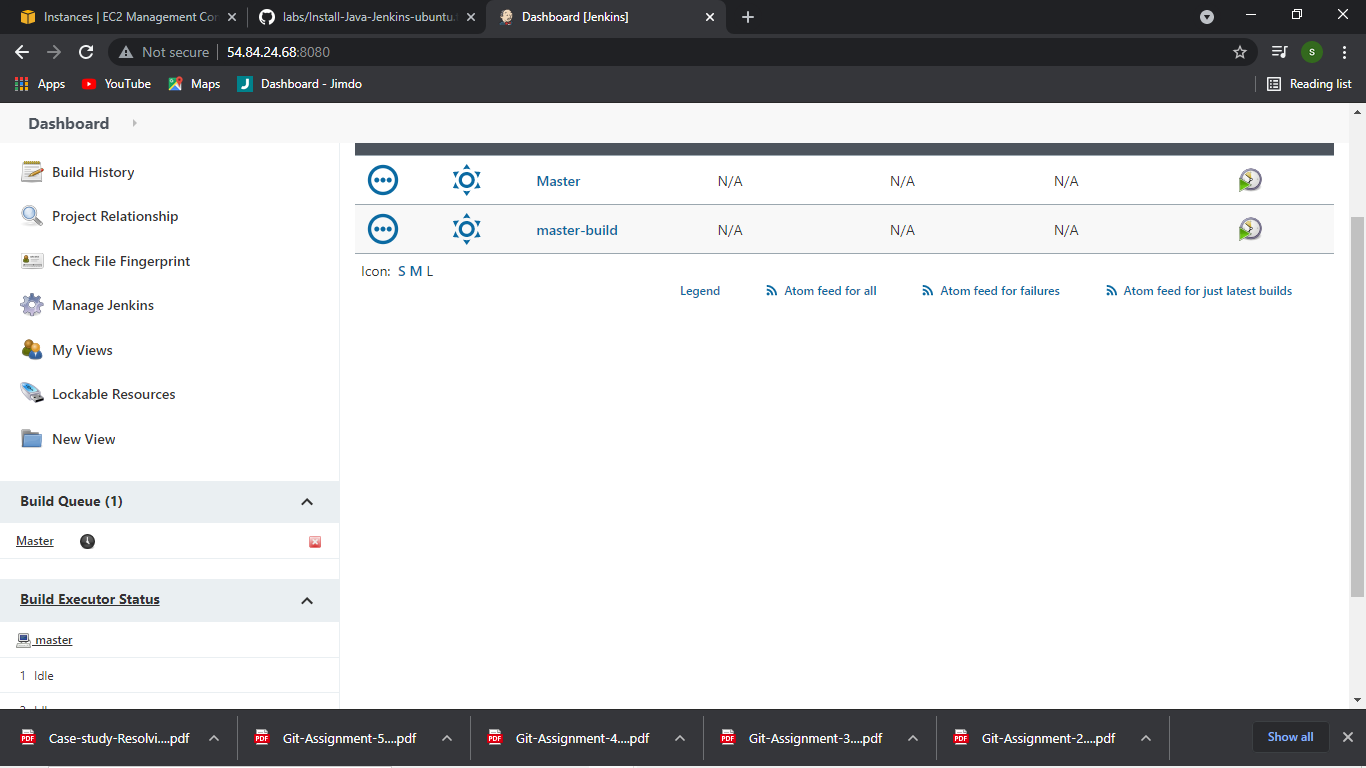 Instances | EC2 Management Con
labs/Install-Java-Jenkins-ubuntu.
Dashboard [Jenkins]
Not secure
54.84.24.68:8080
S
Apps
YouTube
Maps
Dashboard - Jimdo
Reading list
Dashboard
Build History
Project Relationship
Check File Fingerprint
Manage Jenkins
My Views
Lockable Resources
New View
Build Queue (1)
Master
Build Executor Status
master
1 Idle
Master N/A N/A N/A
master-build N/A N/A N/A
Icon: S M L
Legend
Atom feed for all
Atom feed for failures
Atom feed for just latest builds
Case-study-Resolvi....pdf
Git-Assignment-5....pdf
Git-Assignment-4....pdf
Git-Assignment-3....pdf
Git-Assignment-2....pdf
Show all